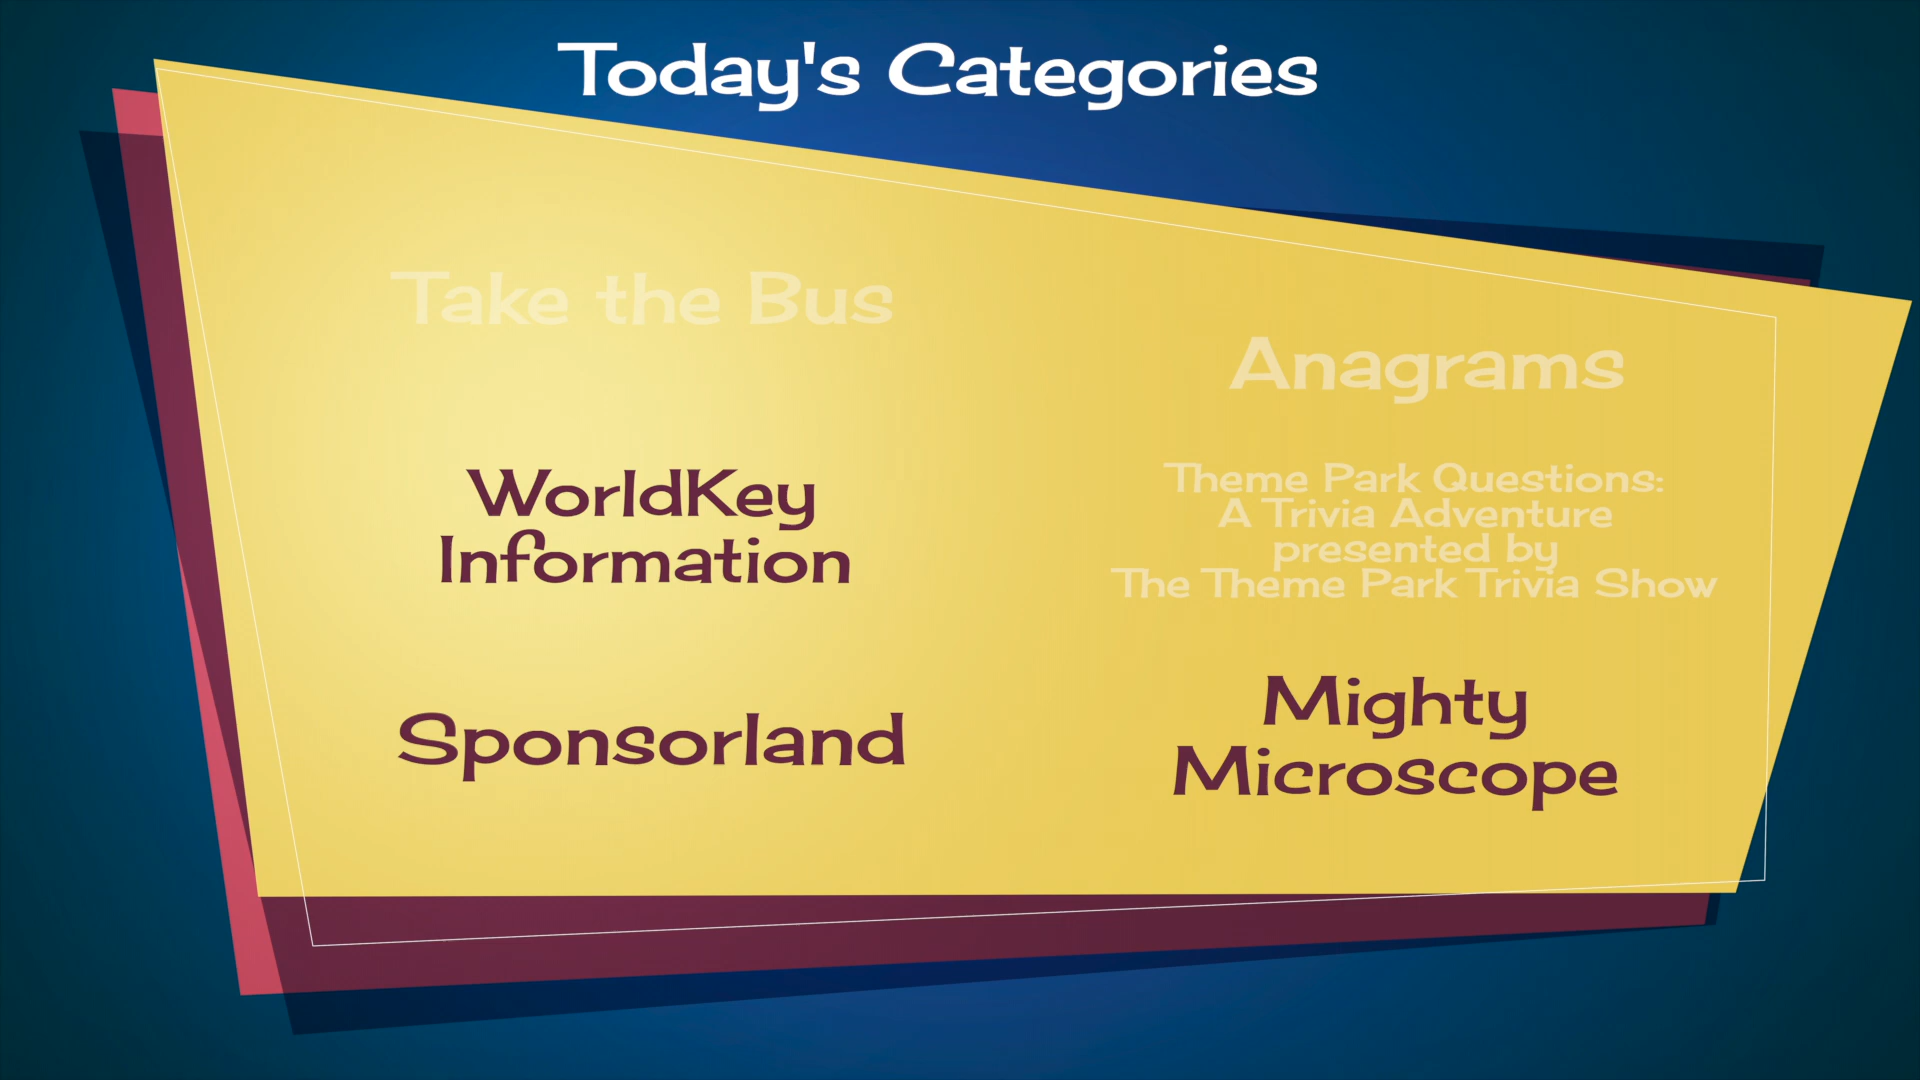 Today's Categories
Take the Bus
WorldKey
Information
Sponsorland
Anagrams
Theme Park Questions:
A Trivia Adventure
presented by
The Theme Park Trivia Show
Mighty
Microscope